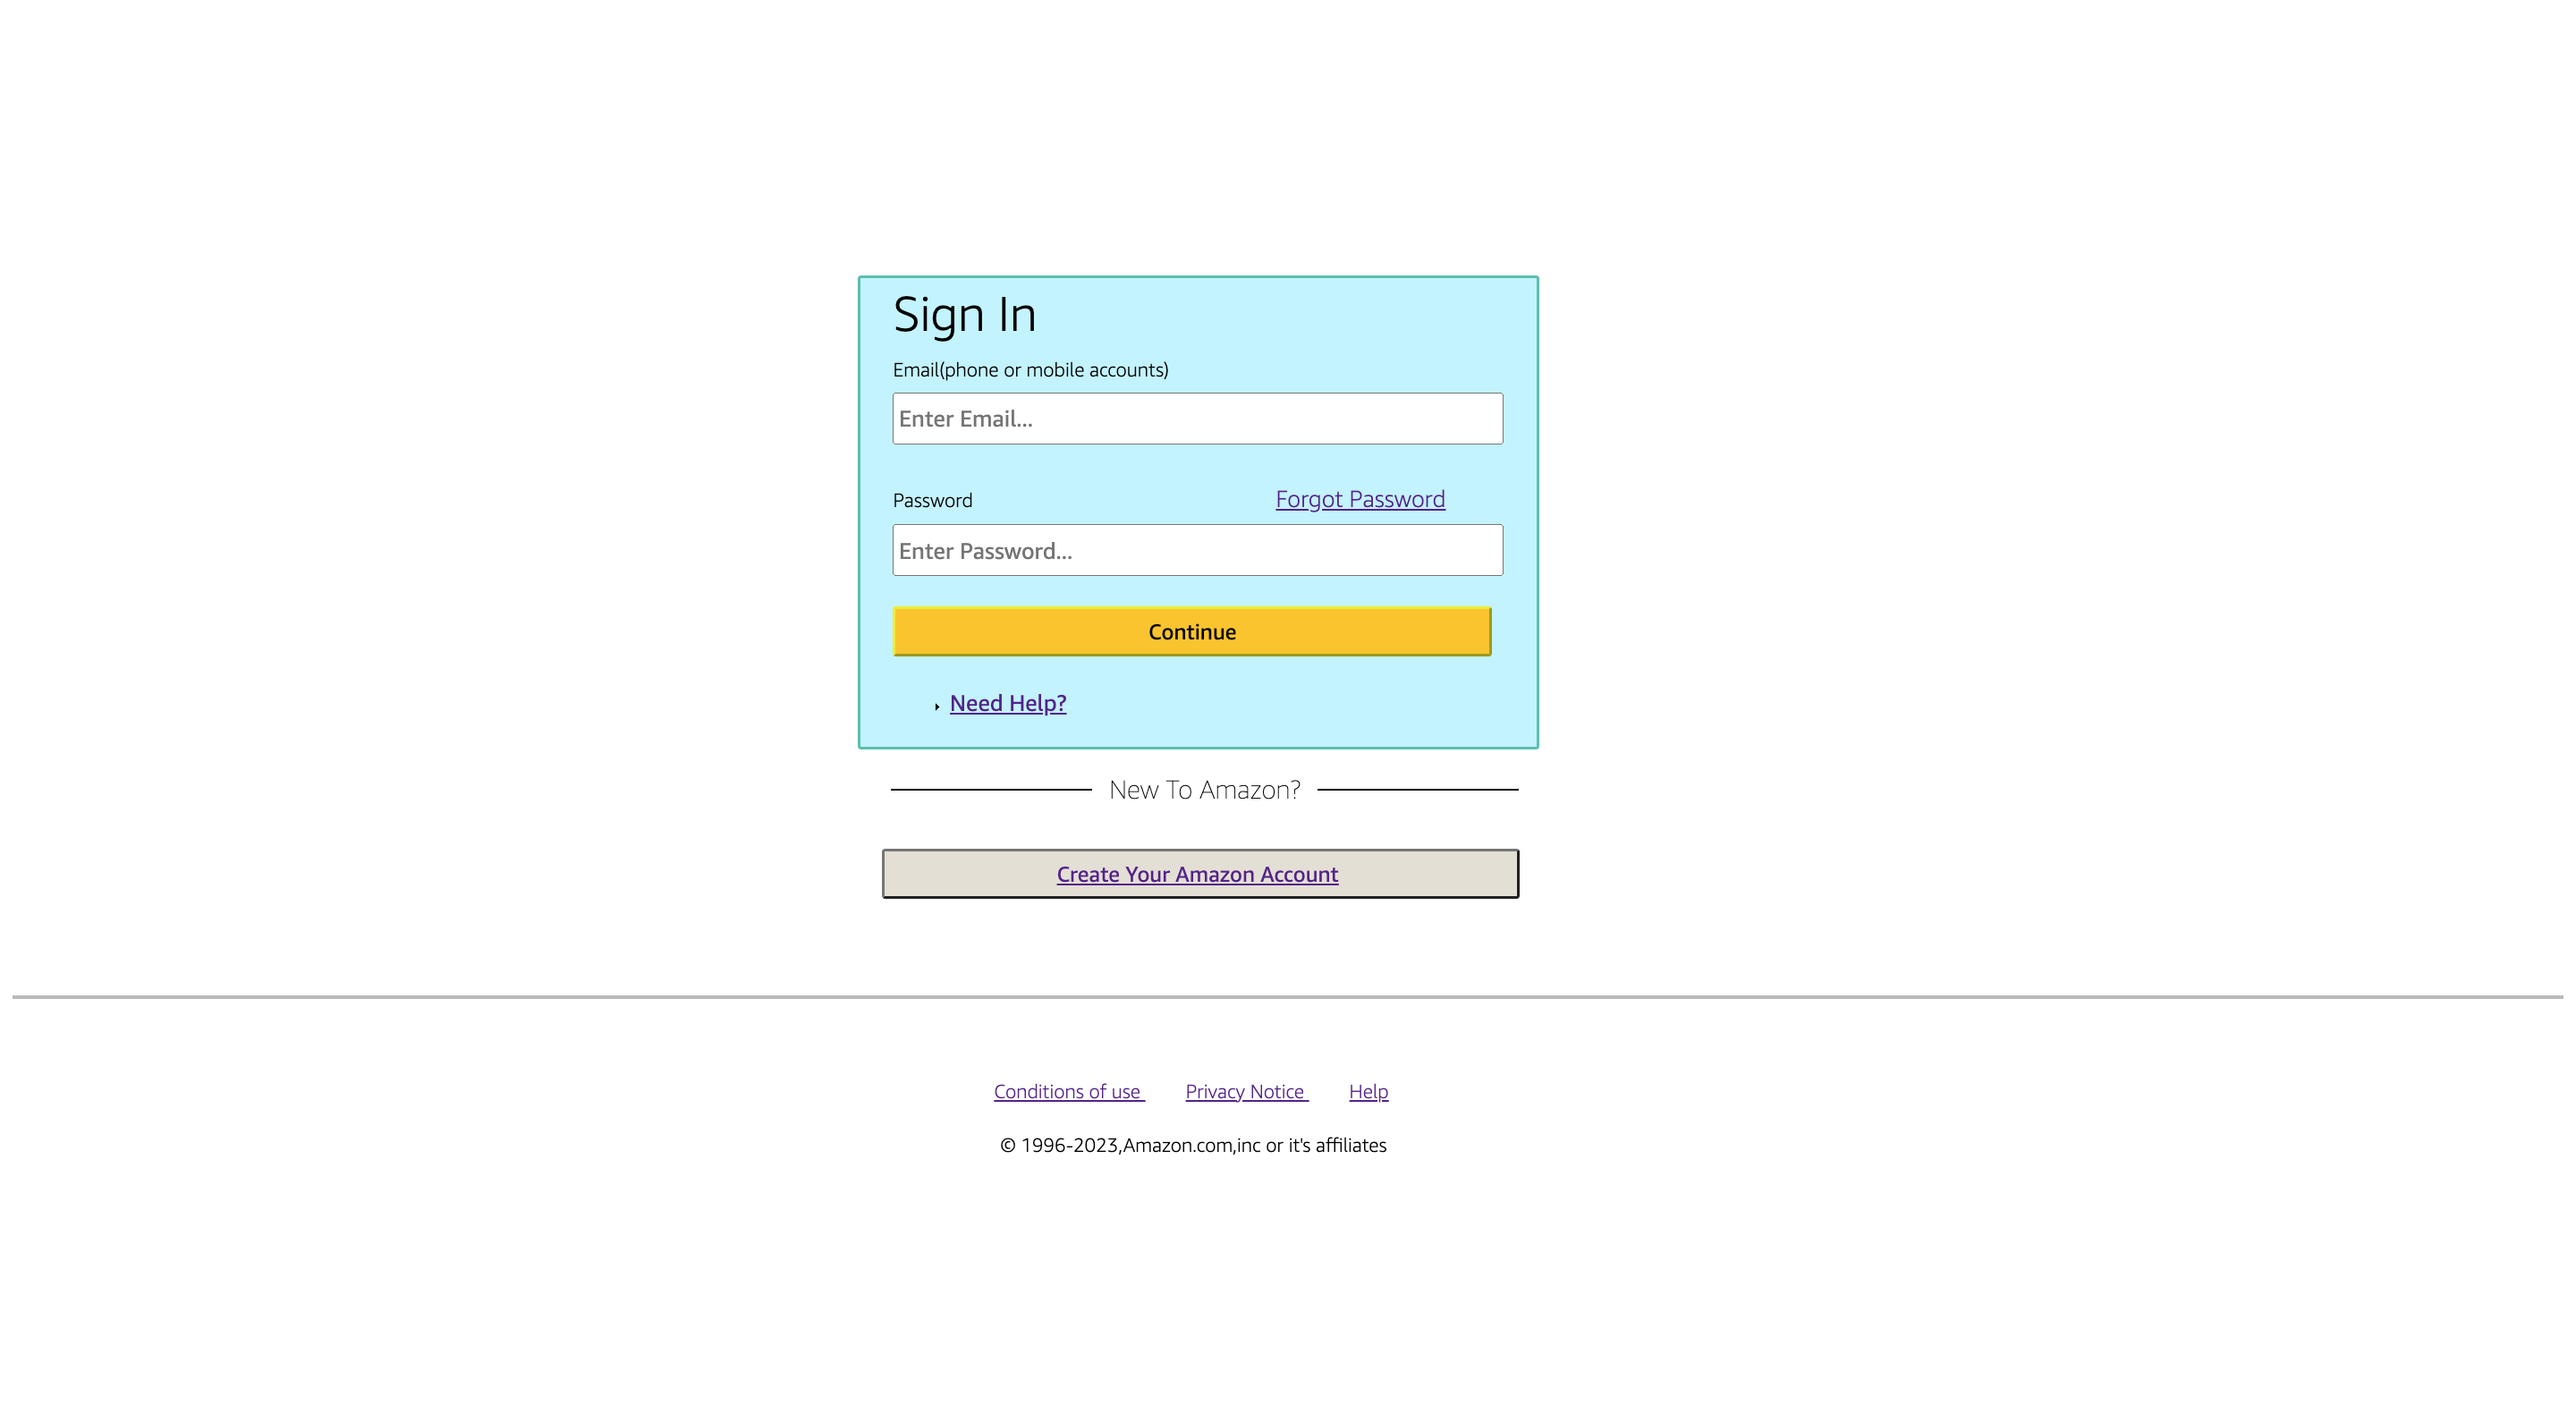 Sign In
Email(phone or mobile accounts)
Enter Email...
Password Forgot Password
Enter Password...
Continue
Need Help?
New To Amazon?
Create Your Amazon Account
Conditions of use Privacy Notice Help
© 1996-2023,Amazon.com,inc or it's affiliates